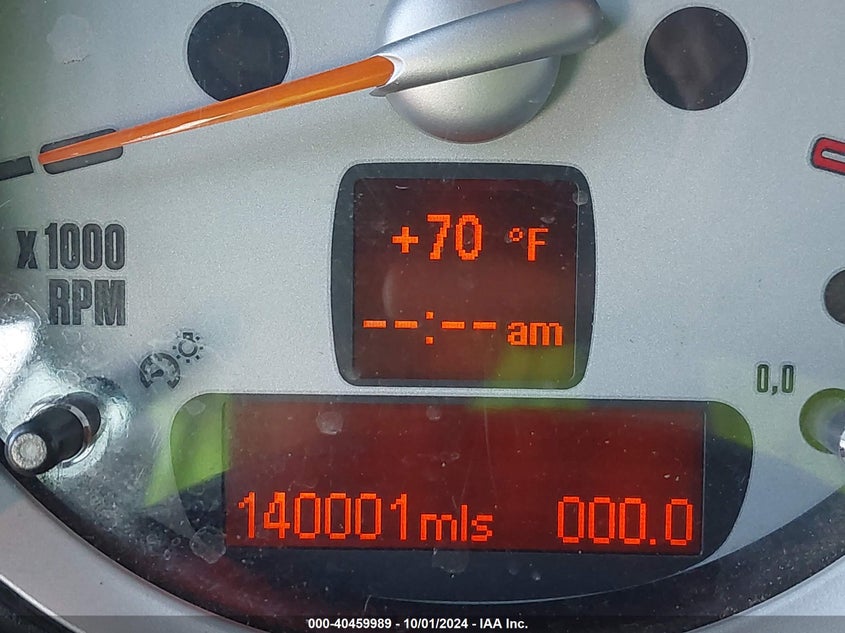 X 1000
RPM
+70 °F
--:-- am
0,0
140001 mls 000.0
000-40459989 - 10/01/2024 - IAA Inc.